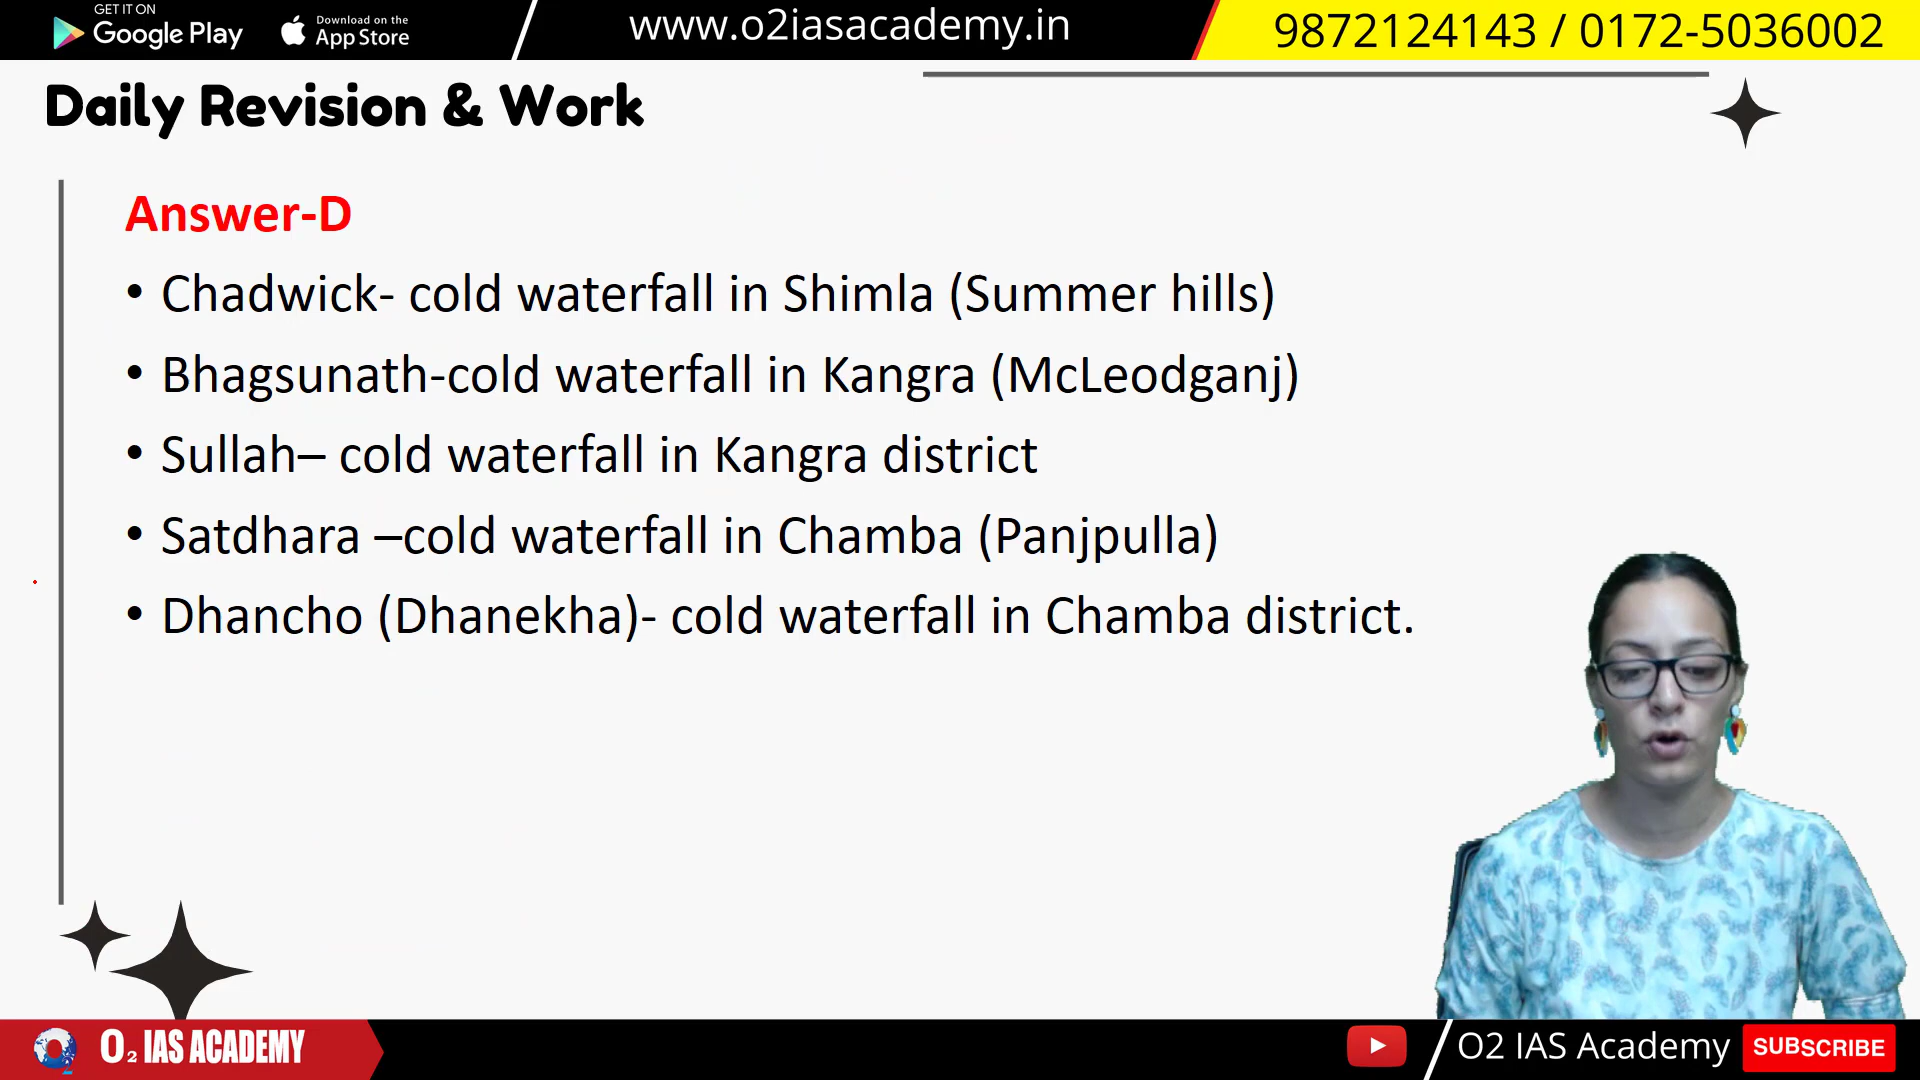 GET IT ON
Google Play
Download on the
App Store
www.o2iasacademy.in
9872124143 / 0172-5036002
Daily Revision & Work
Answer-D
• Chadwick- cold waterfall in Shimla (Summer hills)
• Bhagsunath-cold waterfall in Kangra (McLeodganj)
• Sullah– cold waterfall in Kangra district
• Satdhara –cold waterfall in Chamba (Panjpulla)
• Dhancho (Dhanekha)- cold waterfall in Chamba district.
O₂ IAS ACADEMY
O2 IAS Academy
SUBSCRIBE